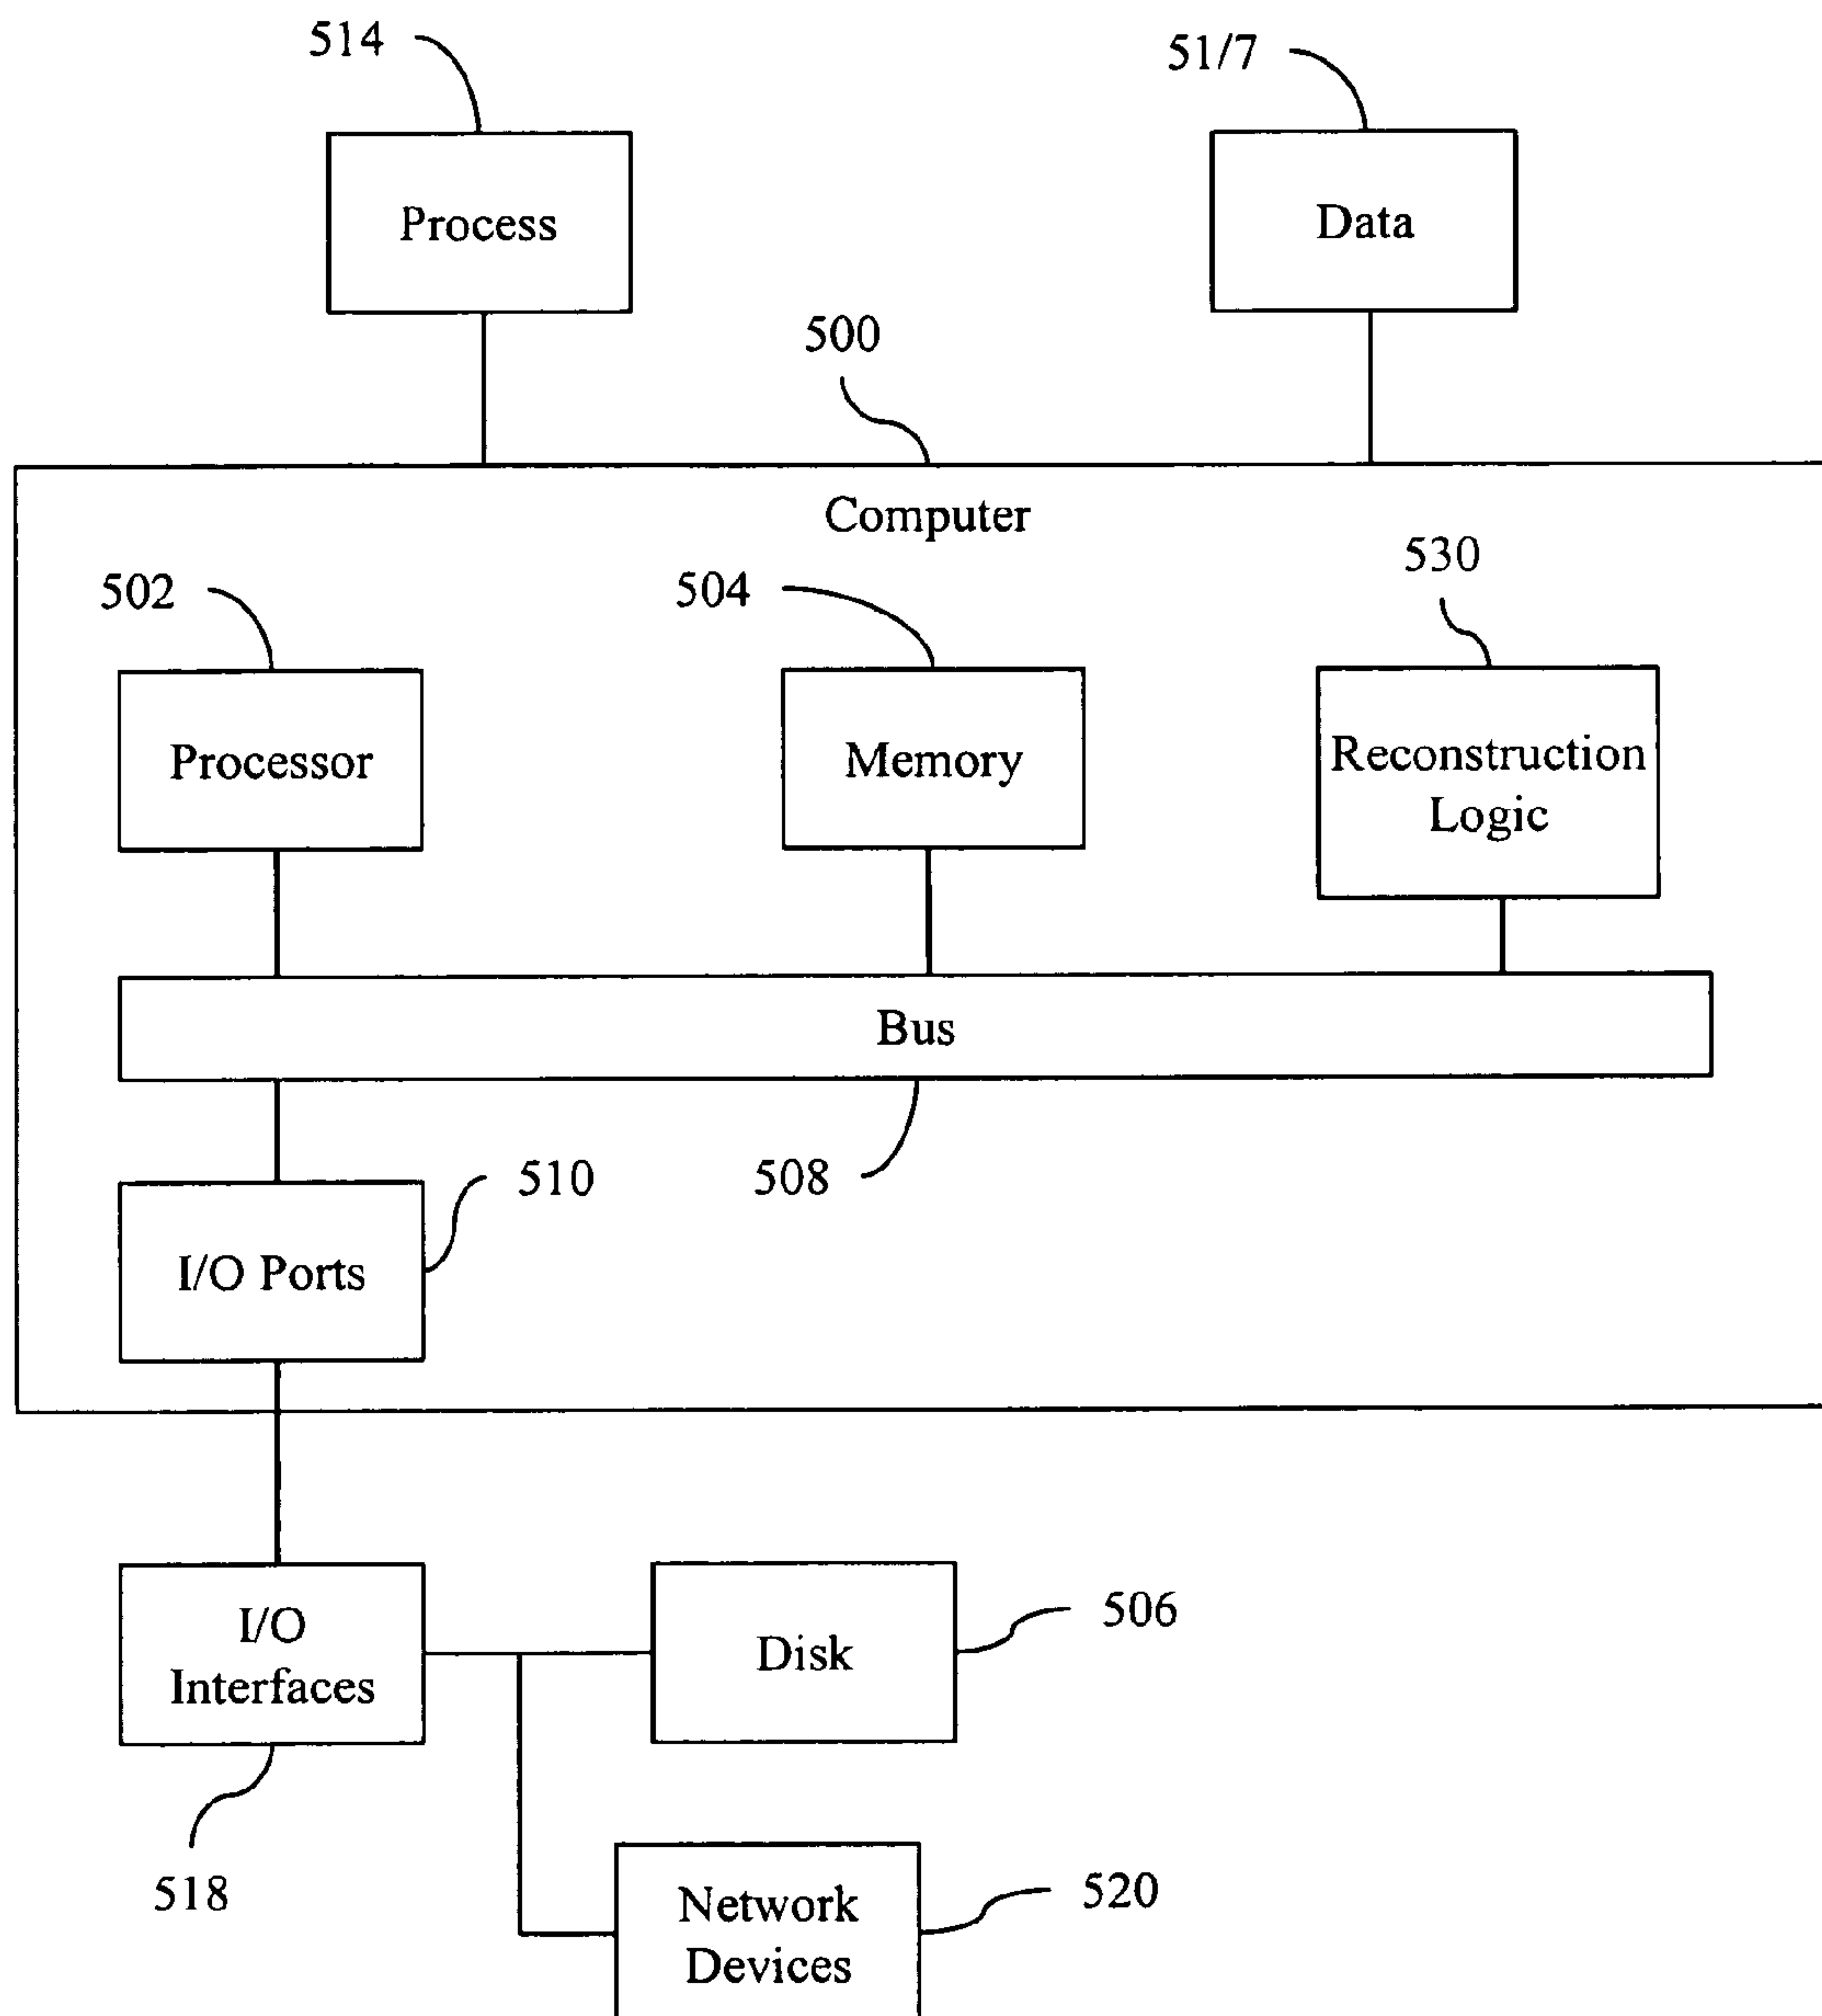 514
51/7
Process
Data
500
Computer
502
504
530
Processor
Memory
Reconstruction
Logic
Bus
510
508
I/O Ports
I/O
Interfaces
Disk
506
518
Network
Devices
520